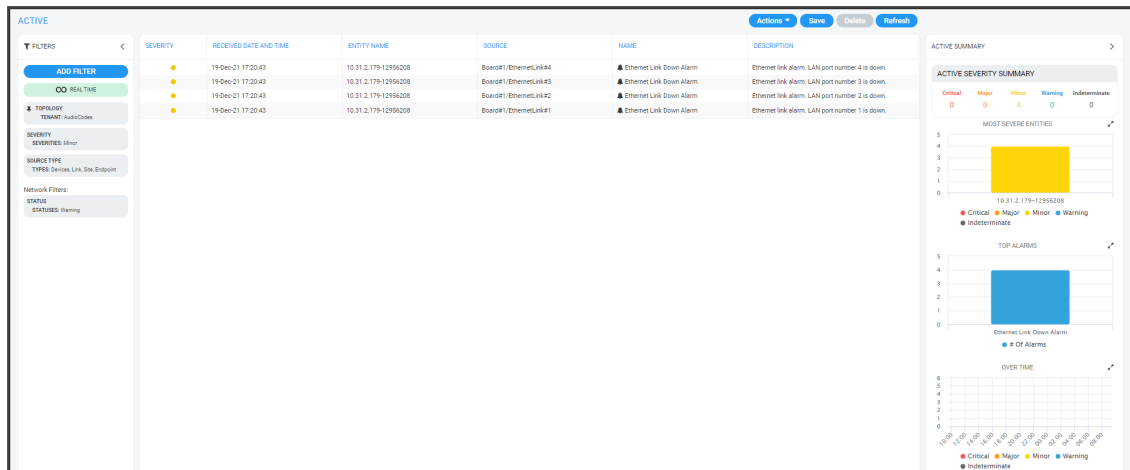 ACTIVE
Actions Save Delete Refresh
FILTERS
ADD FILTER
REAL TIME
TOPOLOGY
TENANT: AudioCodes
SEVERITY
SEVERITIES: Minor
SOURCE TYPE
TYPES: Devices, Link, Site, Endpoint
Network Filters:
STATUS
STATUSES: Warning
SEVERITY RECEIVED DATE AND TIME ENTITY NAME SOURCE NAME DESCRIPTION
19-Dec-21 17:20:43 10.31.2.179-12956208 Board#1/EthernetLink#4 Ethernet Link Down Alarm Ethernet link alarm. LAN port number 4 is down.
19-Dec-21 17:20:43 10.31.2.179-12956208 Board#1/EthernetLink#3 Ethernet Link Down Alarm Ethernet link alarm. LAN port number 3 is down.
19-Dec-21 17:20:43 10.31.2.179-12956208 Board#1/EthernetLink#2 Ethernet Link Down Alarm Ethernet link alarm. LAN port number 2 is down.
19-Dec-21 17:20:43 10.31.2.179-12956208 Board#1/EthernetLink#1 Ethernet Link Down Alarm Ethernet link alarm. LAN port number 1 is down.
ACTIVE SUMMARY
ACTIVE SEVERITY SUMMARY
Critical Major Minor Warning Indeterminate
0 0 4 0 0
MOST SEVERE ENTITIES
5
4
3
2
1
0
10.31.2.179-12956208
Critical Major Minor Warning
Indeterminate
TOP ALARMS
5
4
3
2
1
0
Ethernet Link Down Alarm
# Of Alarms
OVER TIME
6
5
4
3
2
1
0
10:00 12:00 14:00 16:00 18:00 20:00 22:00 00:00 02:00 04:00 06:00 08:00
Critical Major Minor Warning
Indeterminate